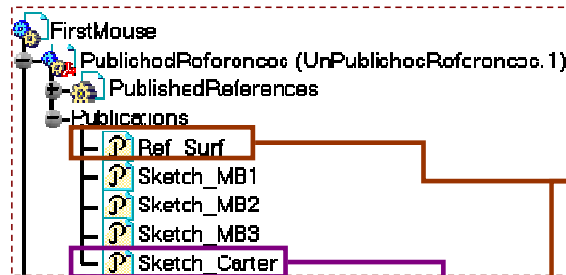 FirstMouse
PublishedReferences (UnPublishedReferences.1)
PublishedReferences
Publications
Ref_Surf
Sketch_MB1
Sketch_MB2
Sketch_MB3
Sketch_Carter